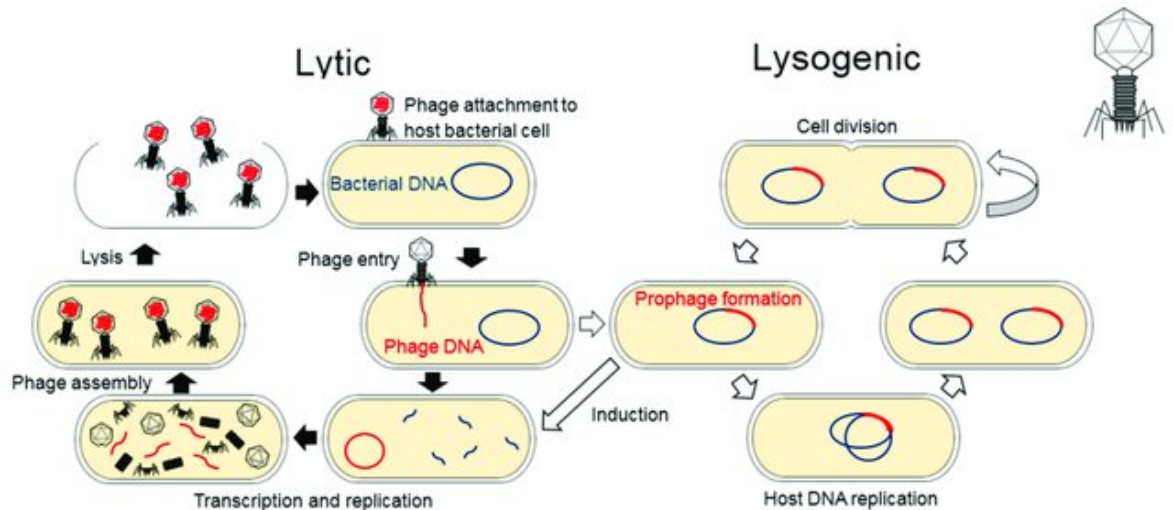 Lytic
Lysogenic
Phage attachment to
host bacterial cell
Cell division
Bacterial DNA
Lysis
Phage entry
Prophage formation
Phage DNA
Phage assembly
Induction
Transcription and replication
Host DNA replication